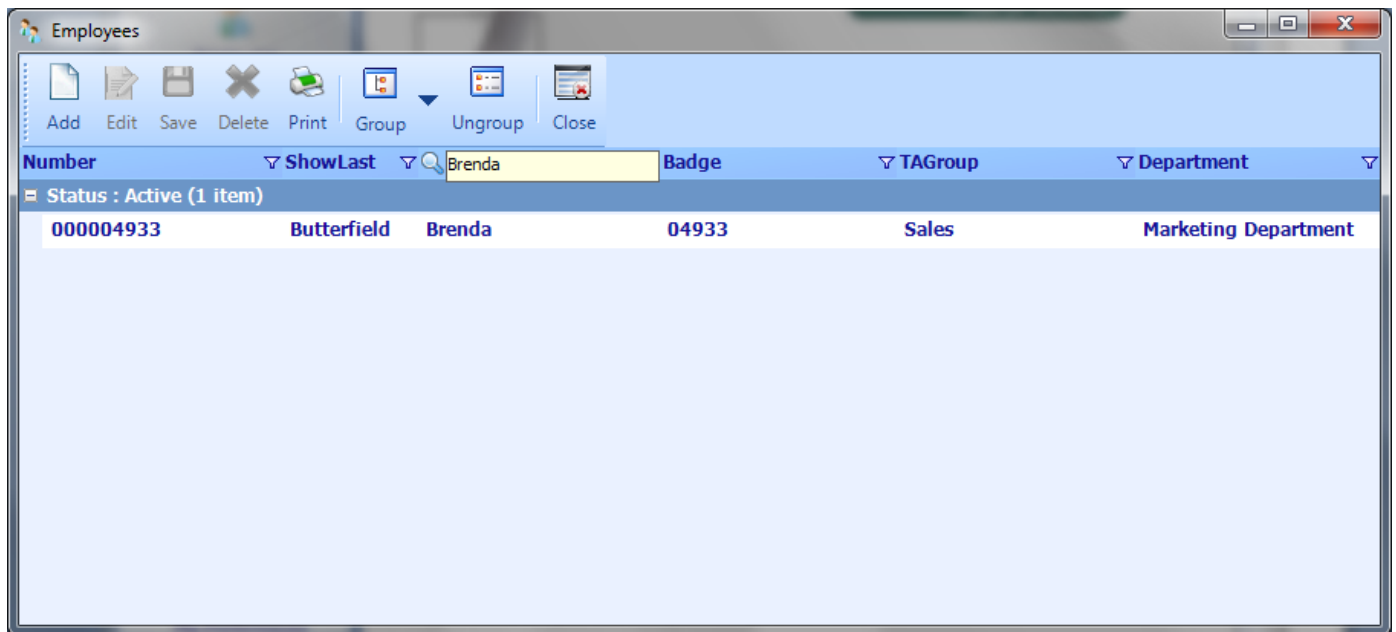 Employees
Add Edit Save Delete Print Group Ungroup Close
Number ShowLast Brenda Badge TAGroup Department
Status : Active (1 item)
000004933 Butterfield Brenda 04933 Sales Marketing Department